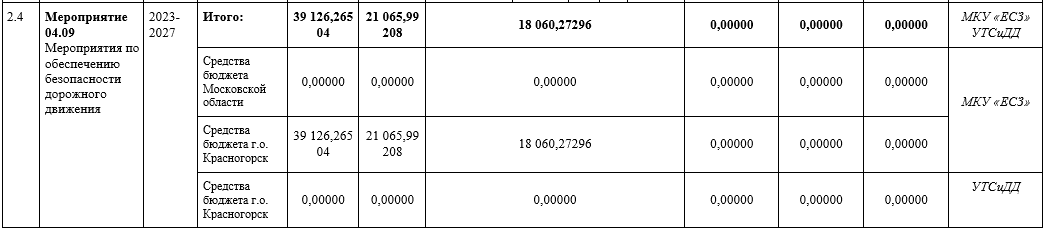 2.4 Мероприятие 2023- Итого: 39 126,265 21 065,99 18 060,27296 0,00000 0,00000 0,00000 МКУ «ЕСЗ»
04.09 2027 04 208 УТСиДД
Мероприятия по
обеспечению
безопасности
дорожного
движения
Средства
бюджета
Московской
области
0,00000 0,00000 0,00000 0,00000 0,00000 0,00000
МКУ «ЕСЗ»
Средства
бюджета г.о.
Красногорск
39 126,265 21 065,99 18 060,27296 0,00000 0,00000 0,00000
04 208
Средства
бюджета г.о.
Красногорск
0,00000 0,00000 0,00000 0,00000 0,00000 0,00000
УТСиДД